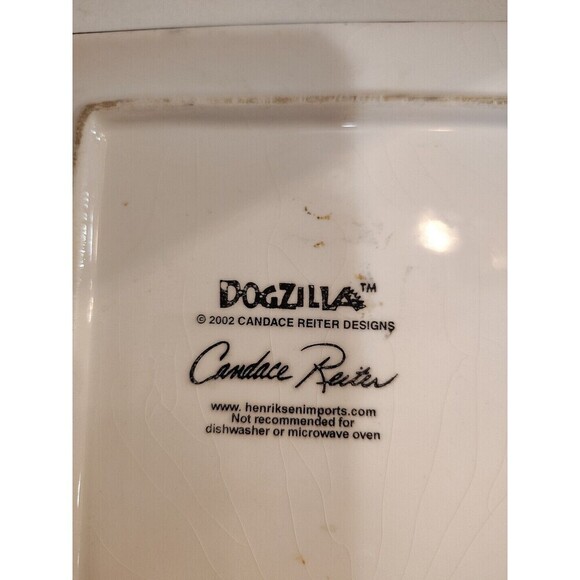 DOGZILLA™
© 2002 CANDACE REITER DESIGNS
Candace Reiter
www.henriksenimports.com
Not recommended for
dishwasher or microwave oven